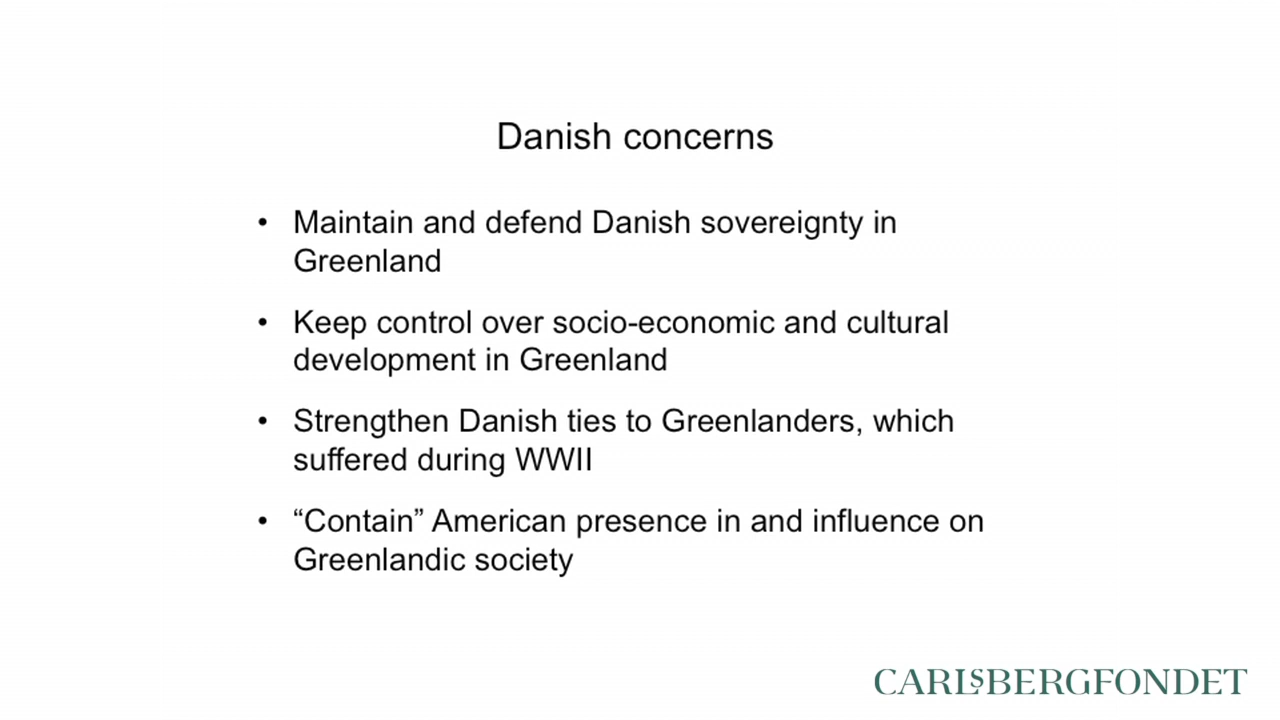 Danish concerns
• Maintain and defend Danish sovereignty in
Greenland
• Keep control over socio-economic and cultural
development in Greenland
• Strengthen Danish ties to Greenlanders, which
suffered during WWII
• “Contain” American presence in and influence on
Greenlandic society
CARLSBERGFONDET